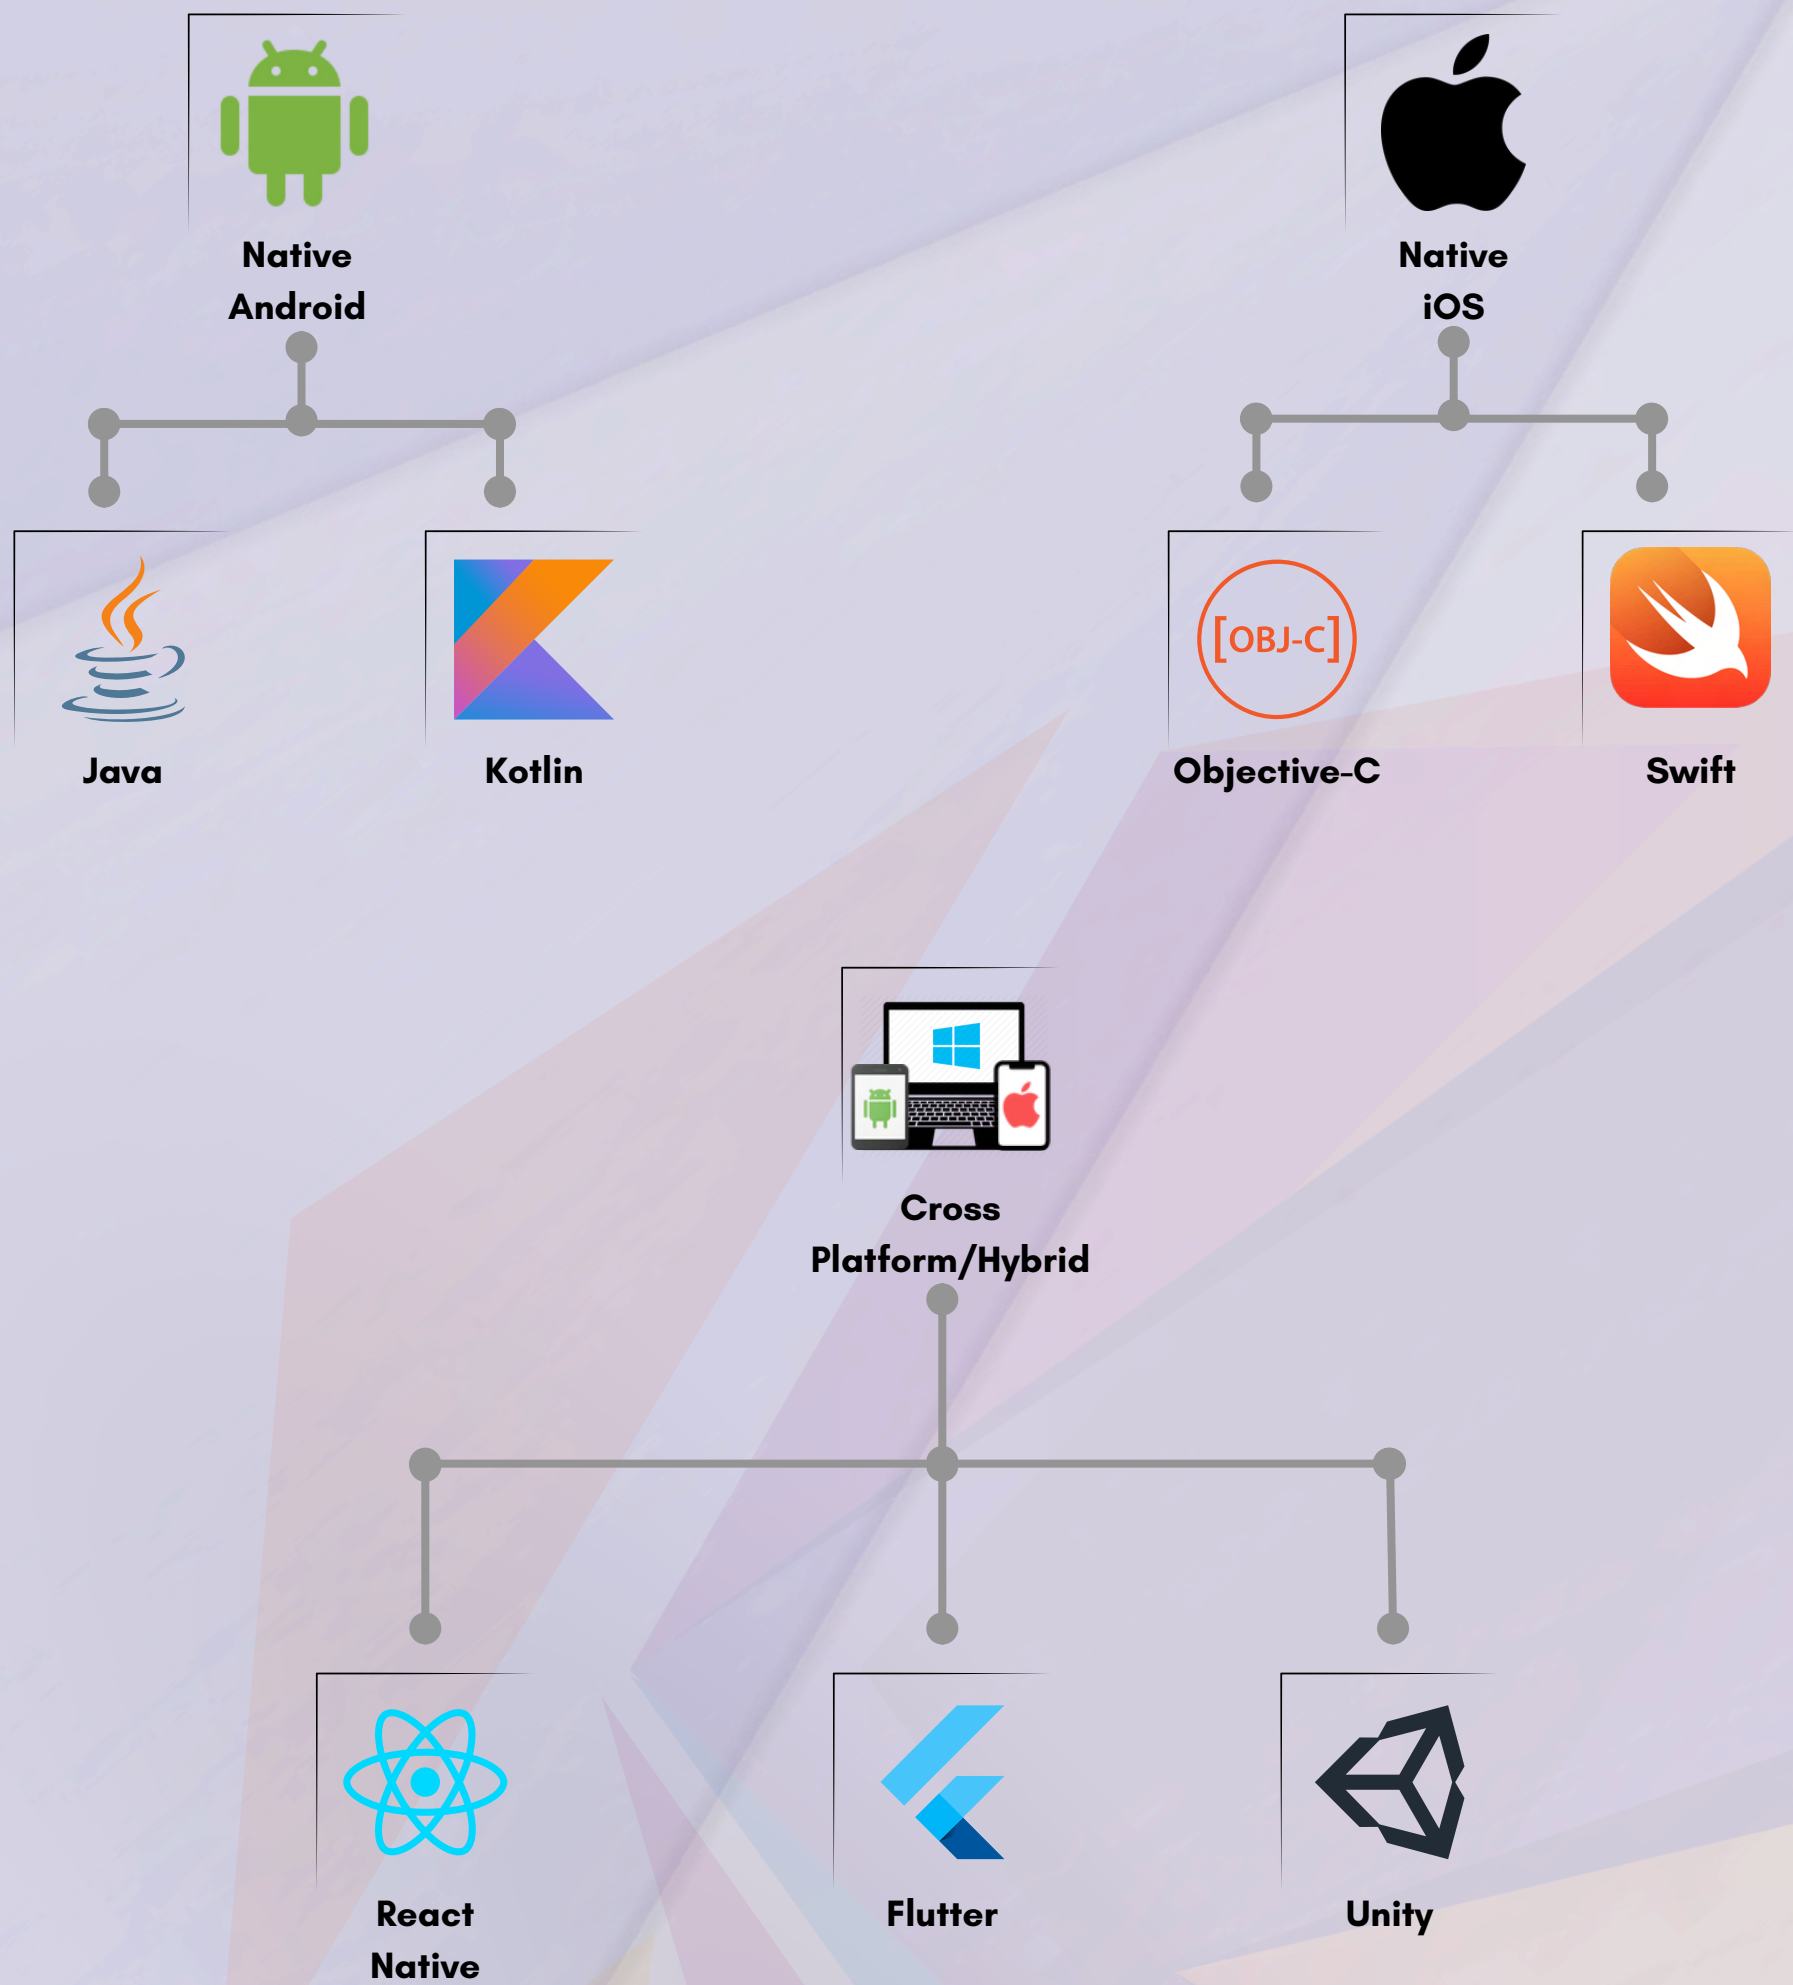 Native
Android
Native
iOS
Java
Kotlin
[OBJ-C]
Objective-C
Swift
Cross
Platform/Hybrid
React
Native
Flutter
Unity